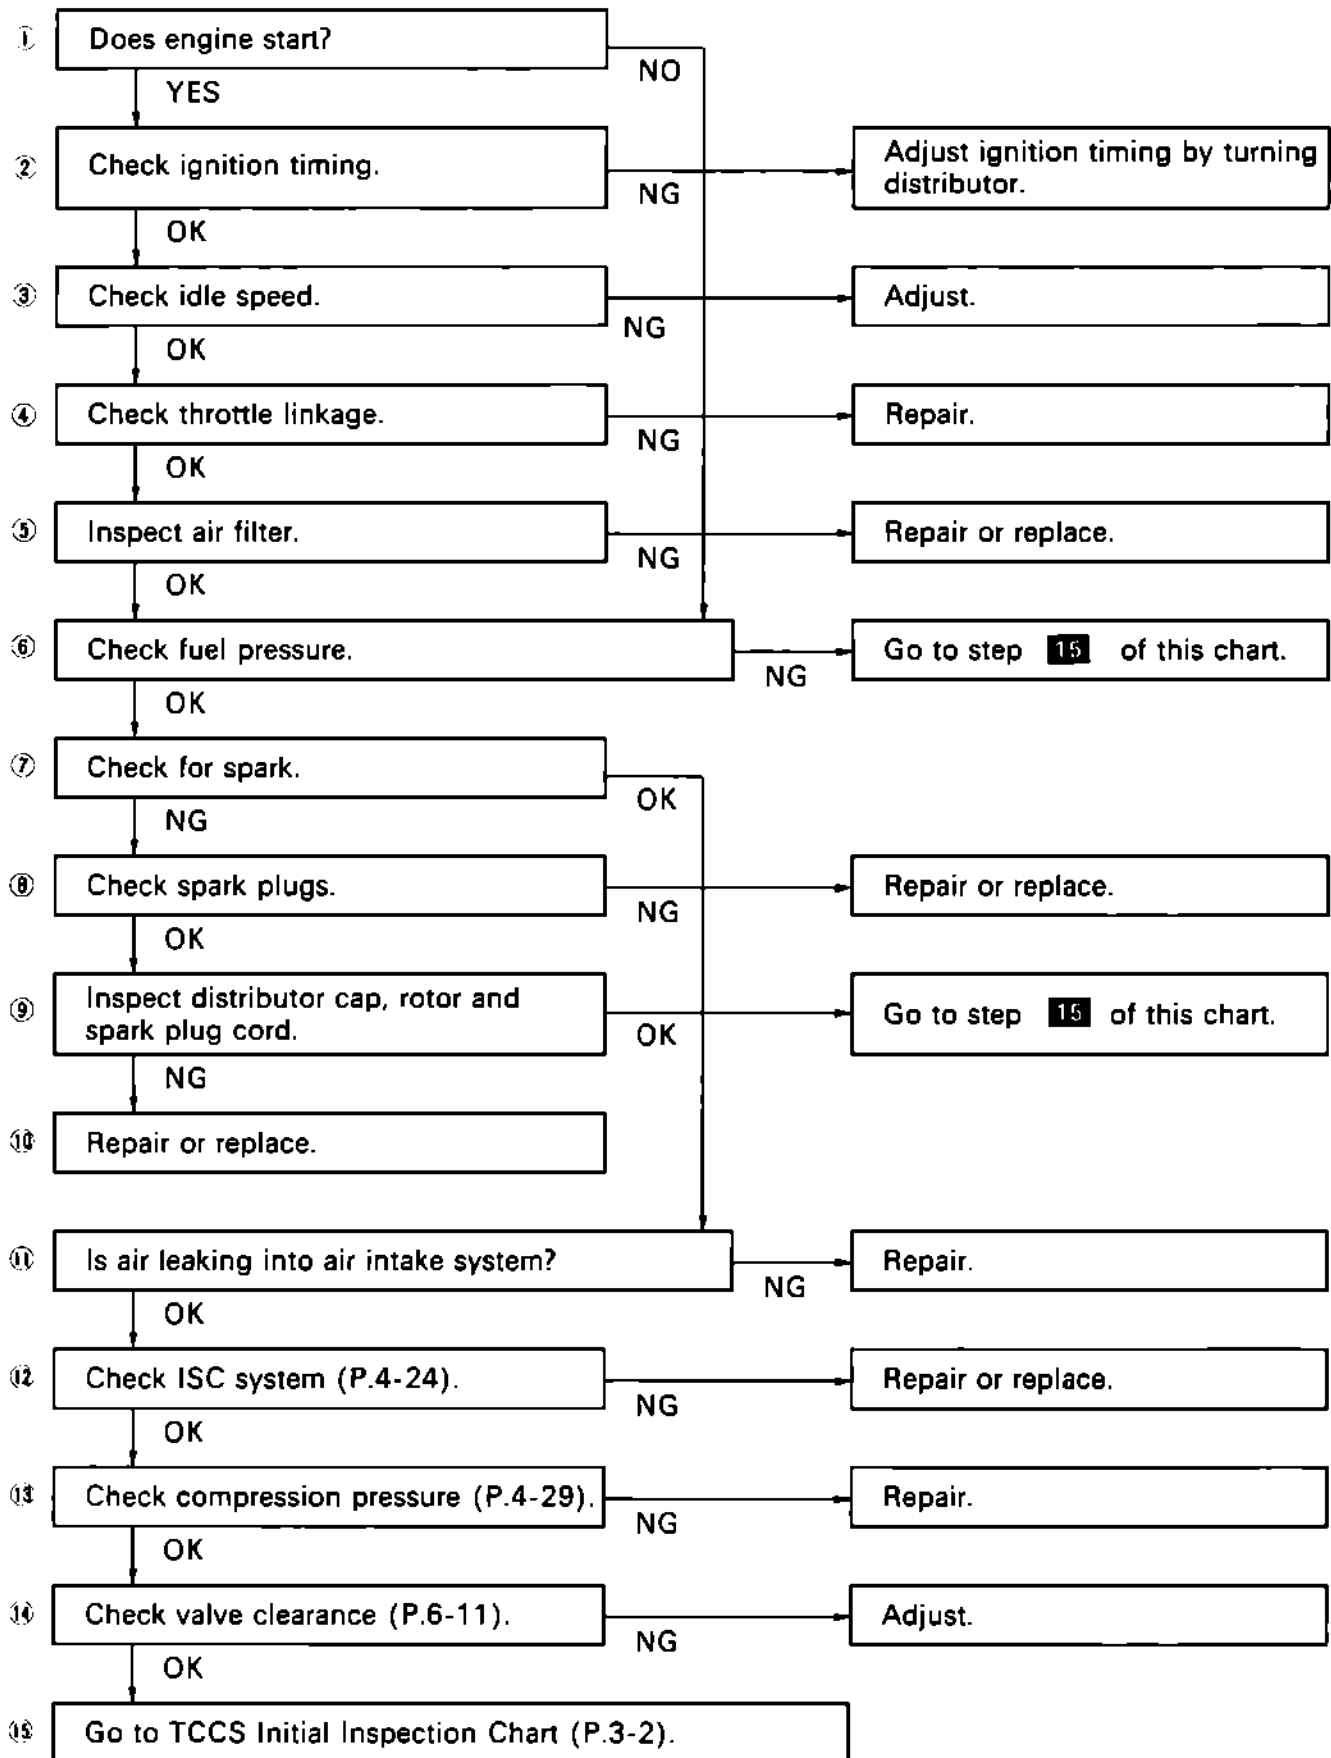 ① Does engine start?
NO
YES
② Check ignition timing.
Adjust ignition timing by turning
distributor.
NG
OK
③ Check idle speed.
Adjust.
NG
OK
④ Check throttle linkage.
Repair.
NG
OK
⑤ Inspect air filter.
Repair or replace.
NG
OK
⑥ Check fuel pressure.
Go to step 15 of this chart.
NG
OK
⑦ Check for spark.
OK
NG
⑧ Check spark plugs.
Repair or replace.
NG
OK
⑨ Inspect distributor cap, rotor and
spark plug cord.
Go to step 15 of this chart.
OK
NG
⑩ Repair or replace.
⑪ Is air leaking into air intake system?
Repair.
NG
OK
⑫ Check ISC system (P.4-24).
Repair or replace.
NG
OK
⑬ Check compression pressure (P.4-29).
Repair.
NG
OK
⑭ Check valve clearance (P.6-11).
Adjust.
NG
OK
⑮ Go to TCCS Initial Inspection Chart (P.3-2).